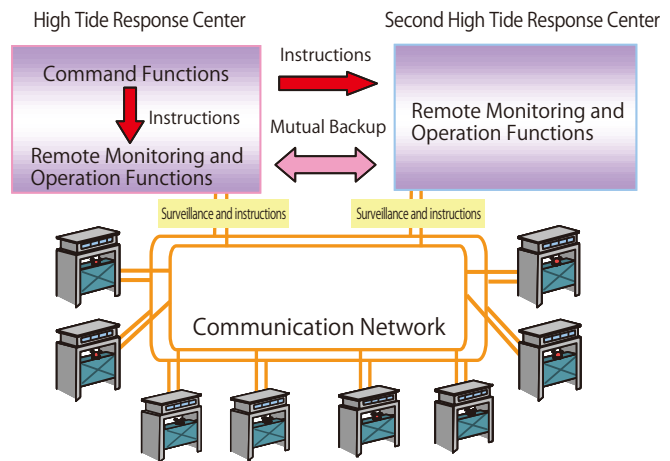 High Tide Response Center
Second High Tide Response Center
Command Functions
Instructions
Remote Monitoring and
Operation Functions
Instructions
Mutual Backup
Remote Monitoring and
Operation Functions
Surveillance and instructions
Surveillance and instructions
Communication Network